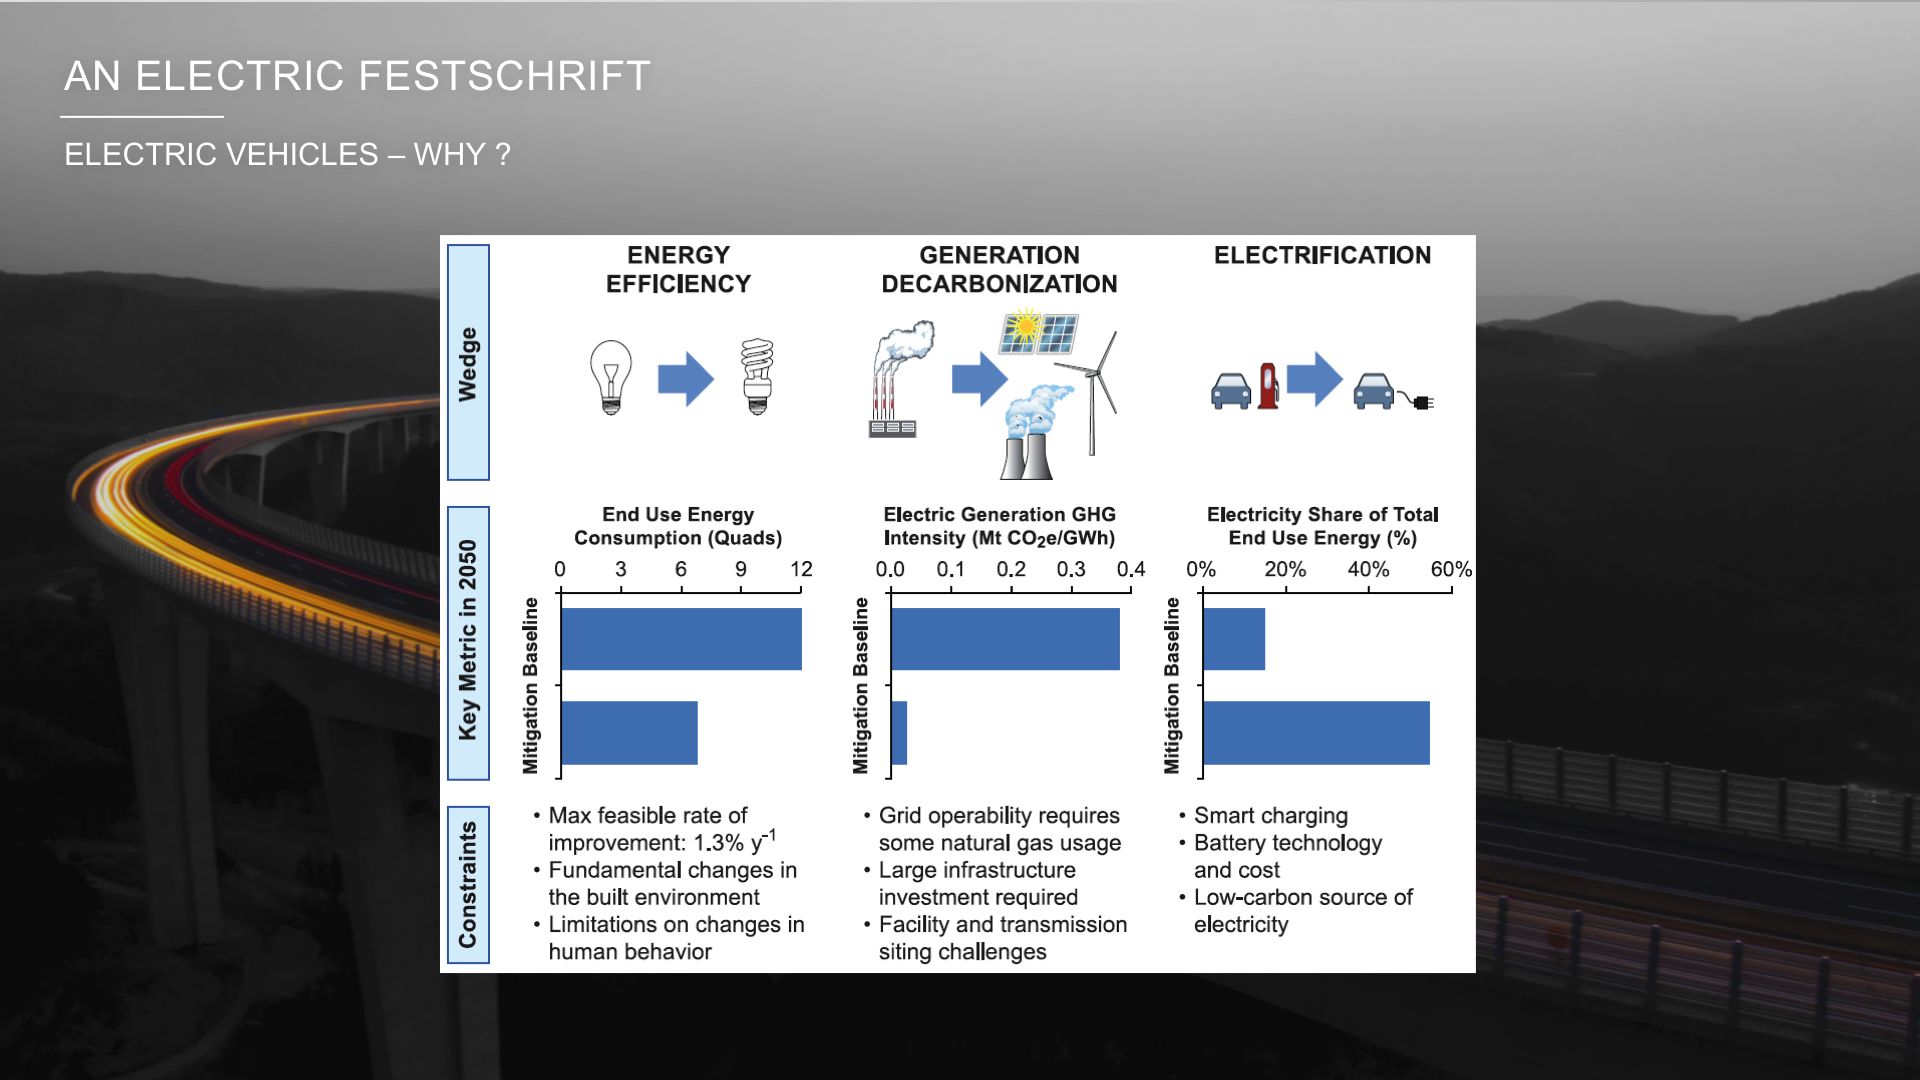 AN ELECTRIC FESTSCHRIFT
ELECTRIC VEHICLES – WHY ?
Wedge
ENERGY
EFFICIENCY
GENERATION
DECARBONIZATION
ELECTRIFICATION
Key Metric in 2050
End Use Energy
Consumption (Quads)
0 3 6 9 12
Mitigation Baseline
Electric Generation GHG
Intensity (Mt CO₂e/GWh)
0.0 0.1 0.2 0.3 0.4
Mitigation Baseline
Electricity Share of Total
End Use Energy (%)
0% 20% 40% 60%
Mitigation Baseline
Constraints
• Max feasible rate of
improvement: 1.3% y⁻¹
• Fundamental changes in
the built environment
• Limitations on changes in
human behavior
• Grid operability requires
some natural gas usage
• Large infrastructure
investment required
• Facility and transmission
siting challenges
• Smart charging
• Battery technology
and cost
• Low-carbon source of
electricity